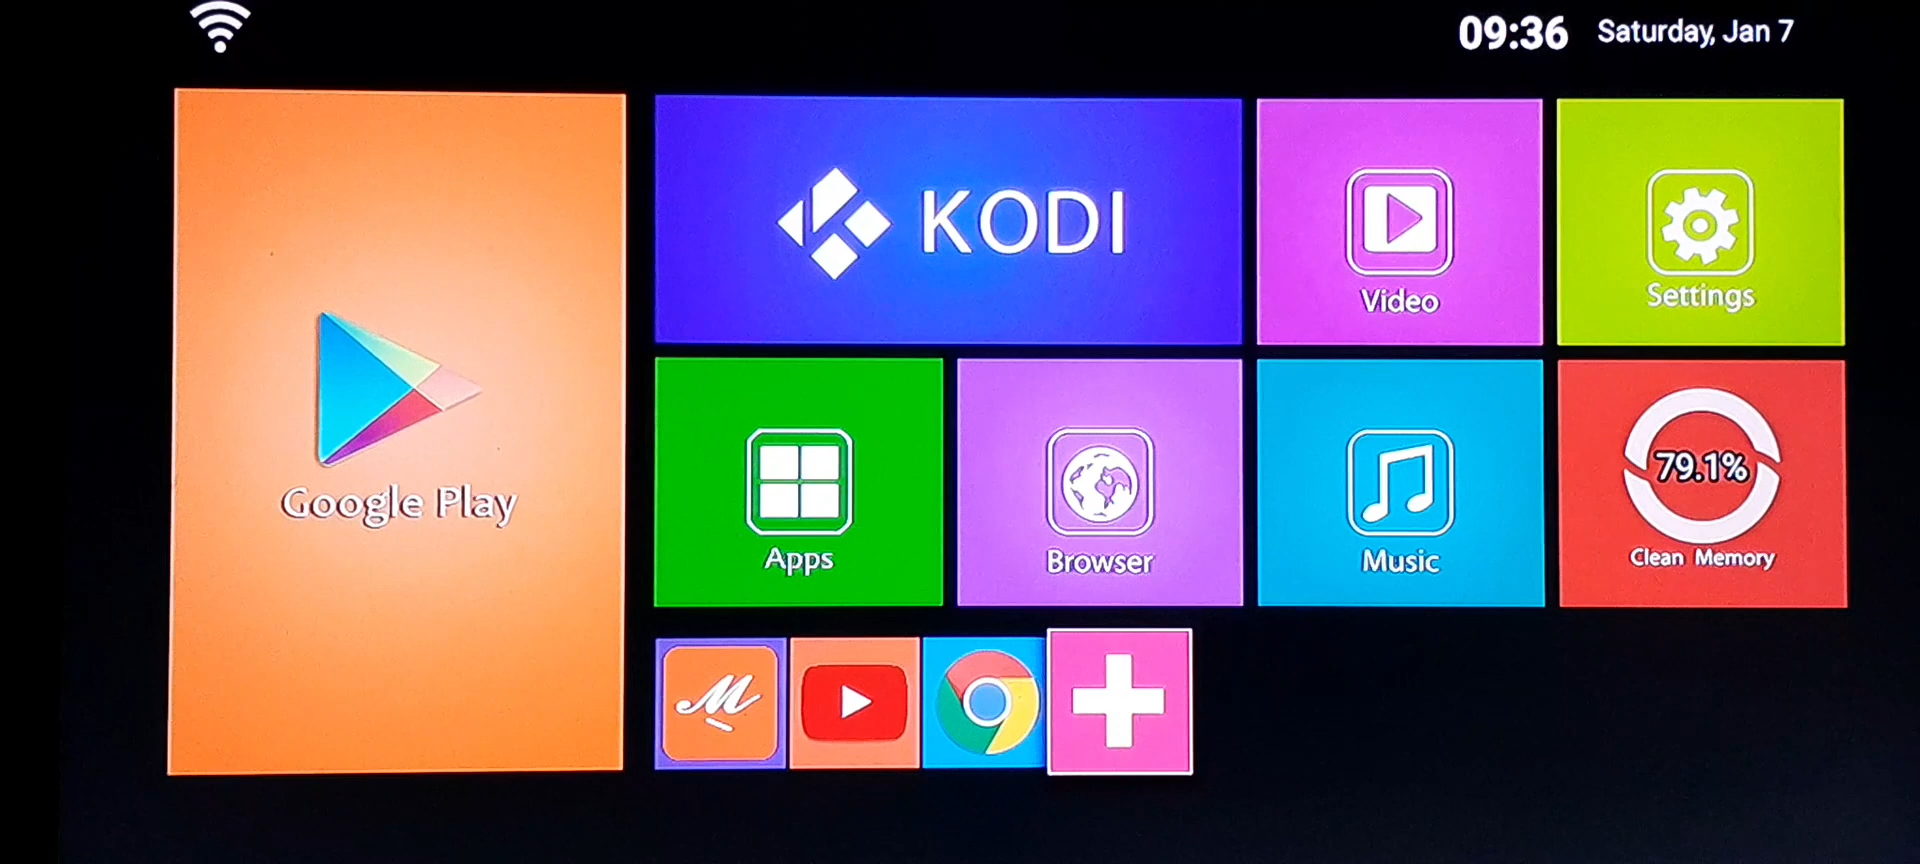 09:36 Saturday, Jan 7
Google Play
KODI
Video
Settings
Apps
Browser
Music
79.1%
Clean Memory
M